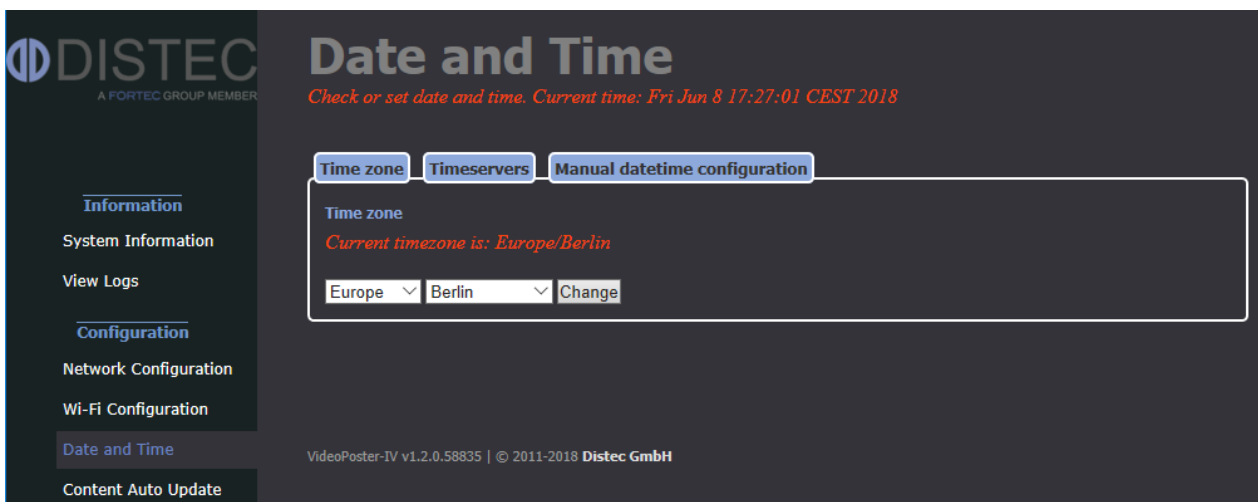 DISTEC
A FORTEC GROUP MEMBER
Information
System Information
View Logs
Configuration
Network Configuration
Wi-Fi Configuration
Date and Time
Content Auto Update
Date and Time
Check or set date and time. Current time: Fri Jun 8 17:27:01 CEST 2018
Time zone Timeservers Manual datetime configuration
Time zone
Current timezone is: Europe/Berlin
Europe Berlin Change
VideoPoster-IV v1.2.0.58835 | © 2011-2018 Distec GmbH